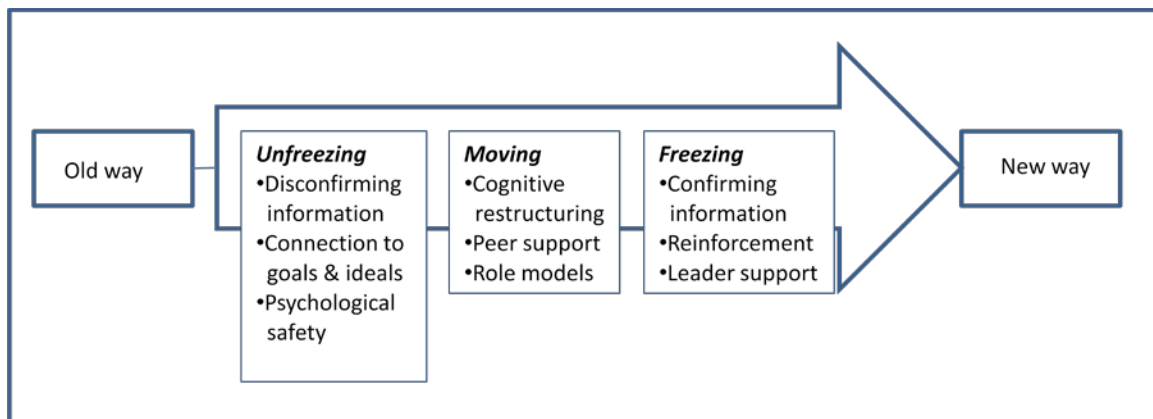 Old way
Unfreezing
•Disconfirming
information
•Connection to
goals & ideals
•Psychological
safety
Moving
•Cognitive
restructuring
•Peer support
•Role models
Freezing
•Confirming
information
•Reinforcement
•Leader support
New way